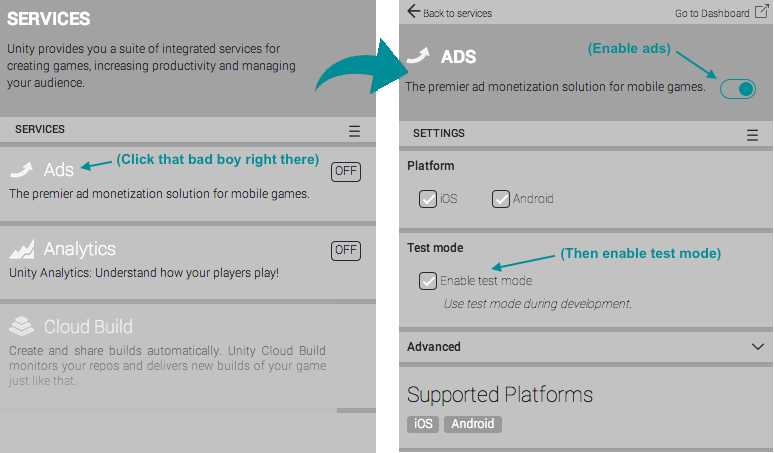 SERVICES
Unity provides you a suite of integrated services for
creating games, increasing productivity and managing
your audience.
SERVICES
Ads
(Click that bad boy right there)
OFF
The premier ad monetization solution for mobile games.
Analytics
OFF
Unity Analytics: Understand how your players play!
Cloud Build
Create and share builds automatically. Unity Cloud Build
monitors your repos and delivers new builds of your game
just like that.
Back to services
Go to Dashboard
ADS
(Enable ads)
The premier ad monetization solution for mobile games.
SETTINGS
Platform
iOS
Android
Test mode
(Then enable test mode)
Enable test mode
Use test mode during development.
Advanced
Supported Platforms
iOS
Android